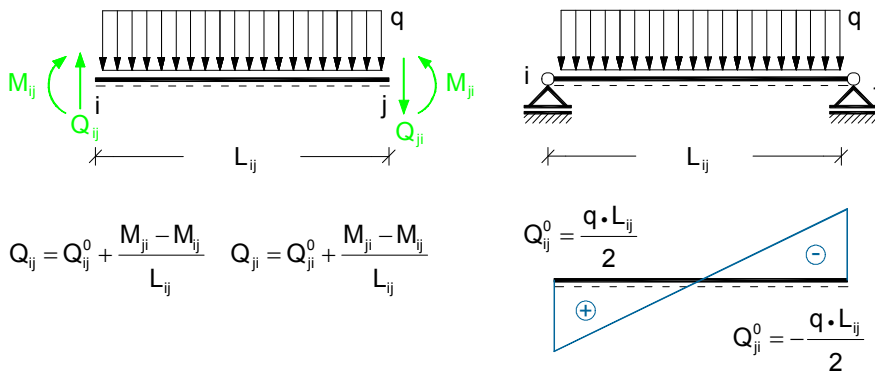 q
M_ij
i
Q_ij
j
Q_ji
M_ji
L_ij
q
i
L_ij
Q_ij = Q⁰_ij + (M_ji − M_ij) / L_ij
Q_ji = Q⁰_ji + (M_ji − M_ij) / L_ij
Q⁰_ij = q • L_ij / 2
-
+
Q⁰_ji = − q • L_ij / 2